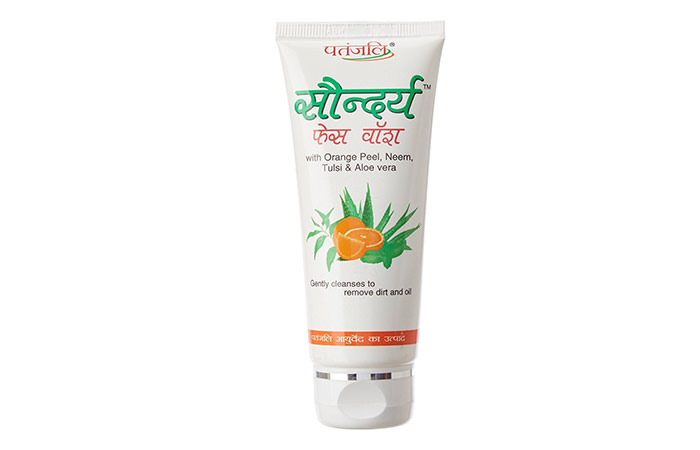 पतंजलि®
सौन्दर्य™
फेस वॉश
with Orange Peel, Neem,
Tulsi & Aloe vera
Gently cleanses to
remove dirt and oil
पतंजलि आयुर्वेद का उत्पाद